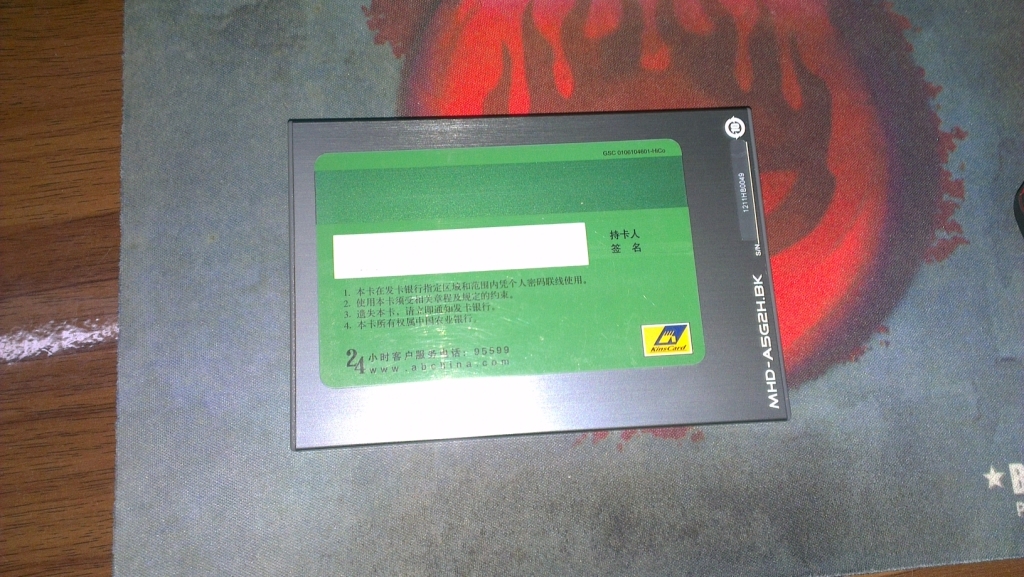 GSC 0106104601-HiCo
持卡人
签 名
1. 本卡在发卡银行指定区域和范围内凭个人密码联线使用。
2. 使用本卡须受相关章程及规定的约束。
3. 遗失本卡，请立即通知发卡银行。
4. 本卡所有权属中国农业银行。
24小时客户服务电话：95599
www.abchina.com
KinsCard
1211HB0049
S/N
MHD-A5G2H.BK